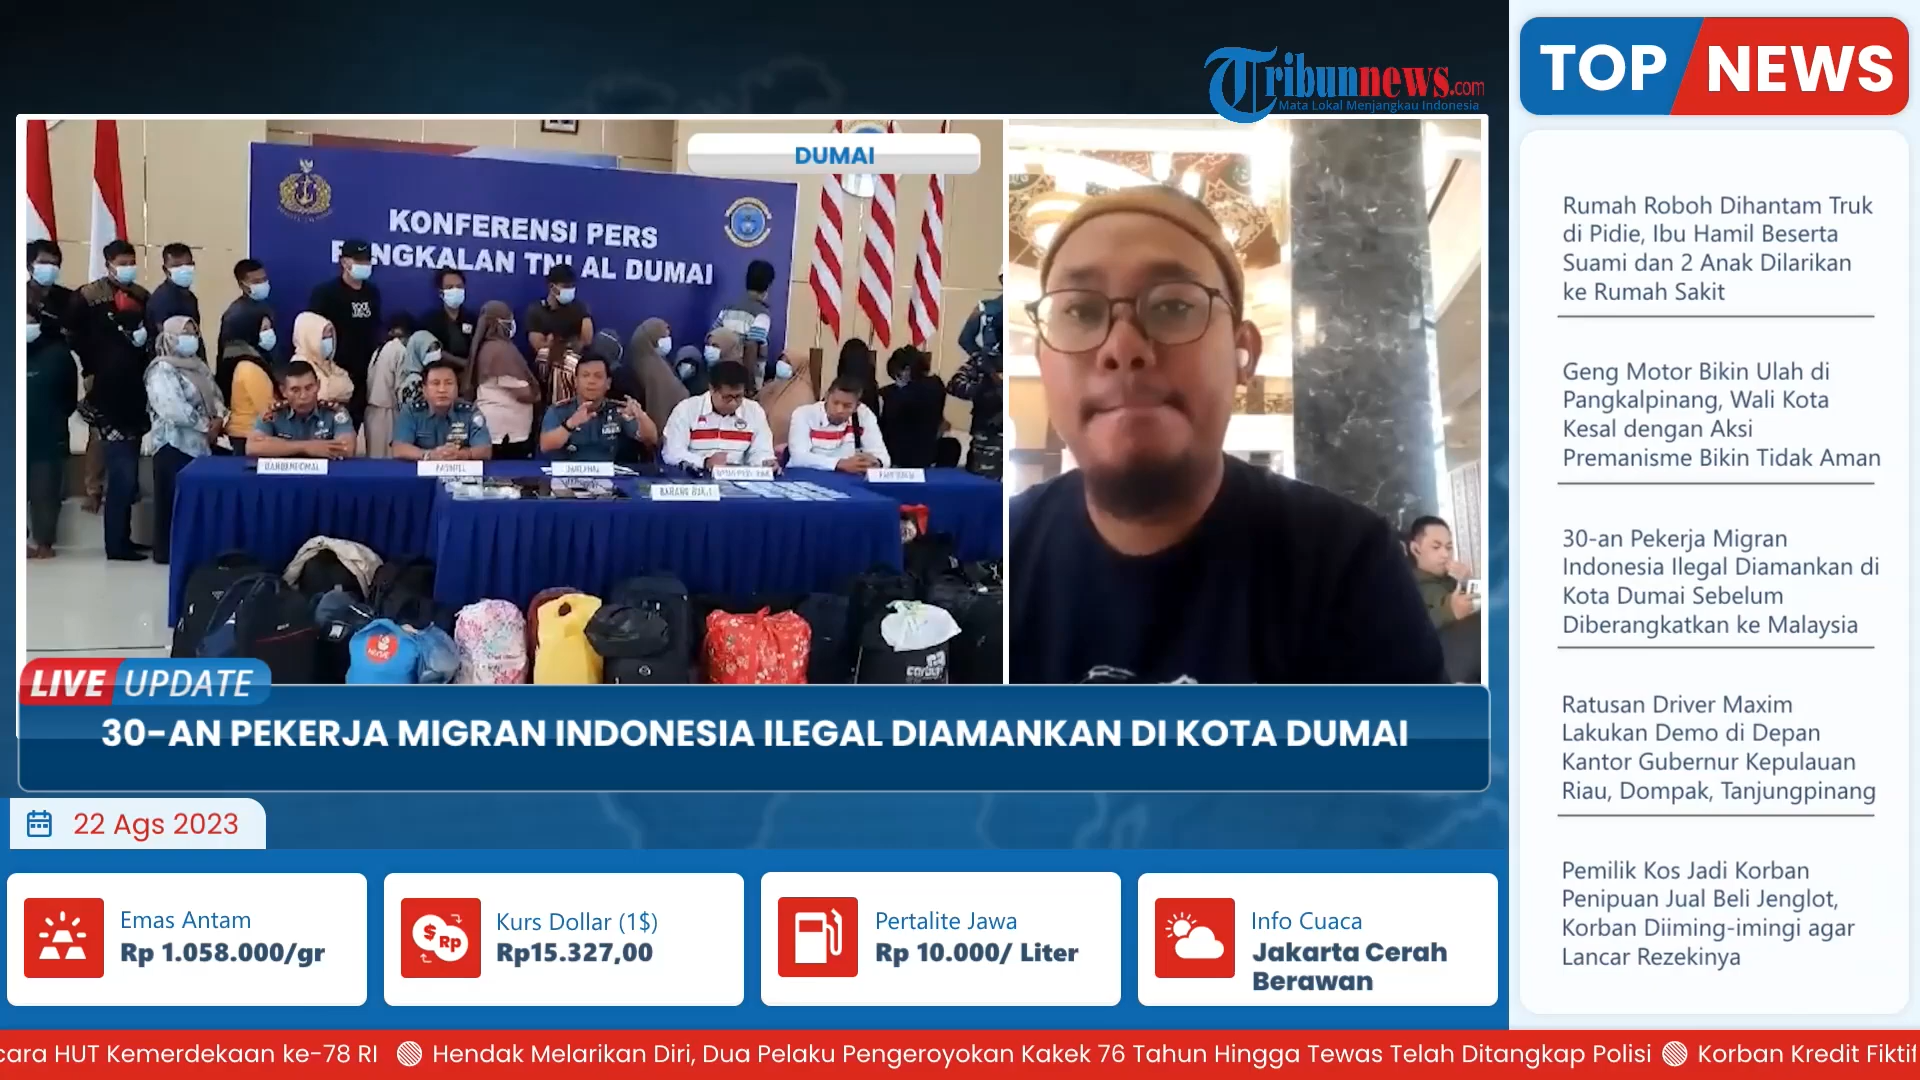 Tribunnews.com
Mata Lokal Menjangkau Indonesia
TOP NEWS
DUMAI
KONFERENSI PERS
PANGKALAN TNI AL DUMAI
BARANG BUKTI
LIVE UPDATE
30-AN PEKERJA MIGRAN INDONESIA ILEGAL DIAMANKAN DI KOTA DUMAI
22 Ags 2023
Emas Antam
Rp 1.058.000/gr
$ Rp
Kurs Dollar (1$)
Rp15.327,00
Pertalite Jawa
Rp 10.000/ Liter
Info Cuaca
Jakarta Cerah
Berawan
Rumah Roboh Dihantam Truk
di Pidie, Ibu Hamil Beserta
Suami dan 2 Anak Dilarikan
ke Rumah Sakit
Geng Motor Bikin Ulah di
Pangkalpinang, Wali Kota
Kesal dengan Aksi
Premanisme Bikin Tidak Aman
30-an Pekerja Migran
Indonesia Ilegal Diamankan di
Kota Dumai Sebelum
Diberangkatkan ke Malaysia
Ratusan Driver Maxim
Lakukan Demo di Depan
Kantor Gubernur Kepulauan
Riau, Dompak, Tanjungpinang
Pemilik Kos Jadi Korban
Penipuan Jual Beli Jenglot,
Korban Diiming-imingi agar
Lancar Rezekinya
cara HUT Kemerdekaan ke-78 RI Hendak Melarikan Diri, Dua Pelaku Pengeroyokan Kakek 76 Tahun Hingga Tewas Telah Ditangkap Polisi Korban Kredit Fiktif